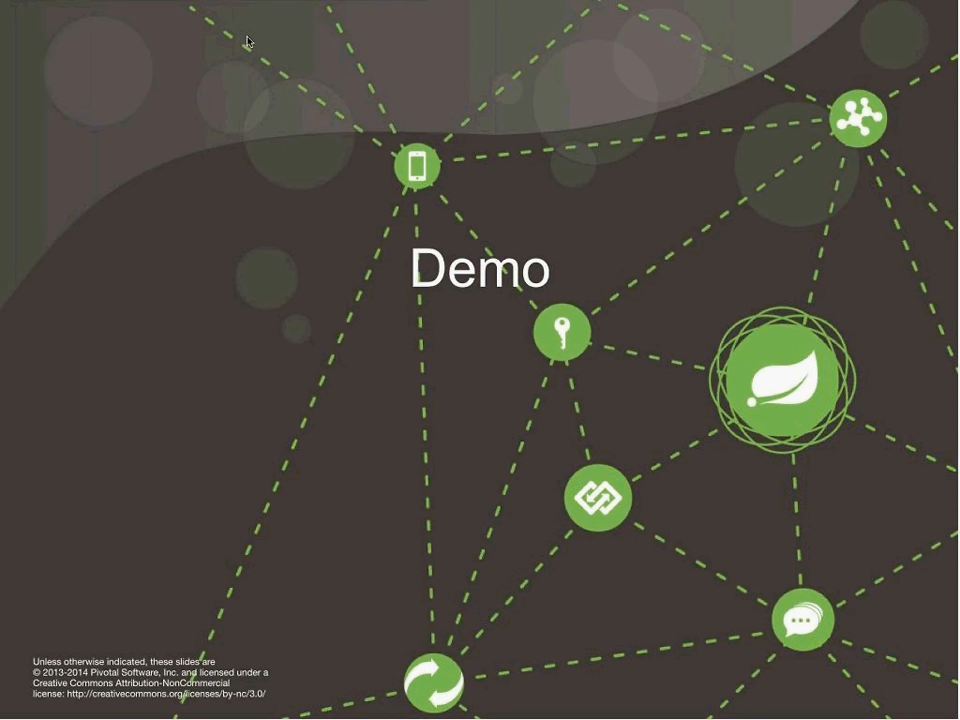 Demo
Unless otherwise indicated, these slides are
© 2013-2014 Pivotal Software, Inc. and licensed under a
Creative Commons Attribution-NonCommercial
license: http://creativecommons.org/licenses/by-nc/3.0/